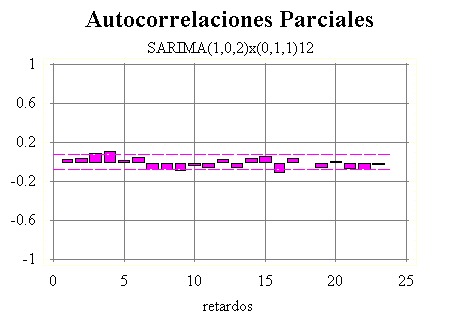 Autocorrelaciones Parciales
SARIMA(1,0,2)x(0,1,1)12
1
0.6
0.2
-0.2
-0.6
-1
0 5 10 15 20 25
retardos